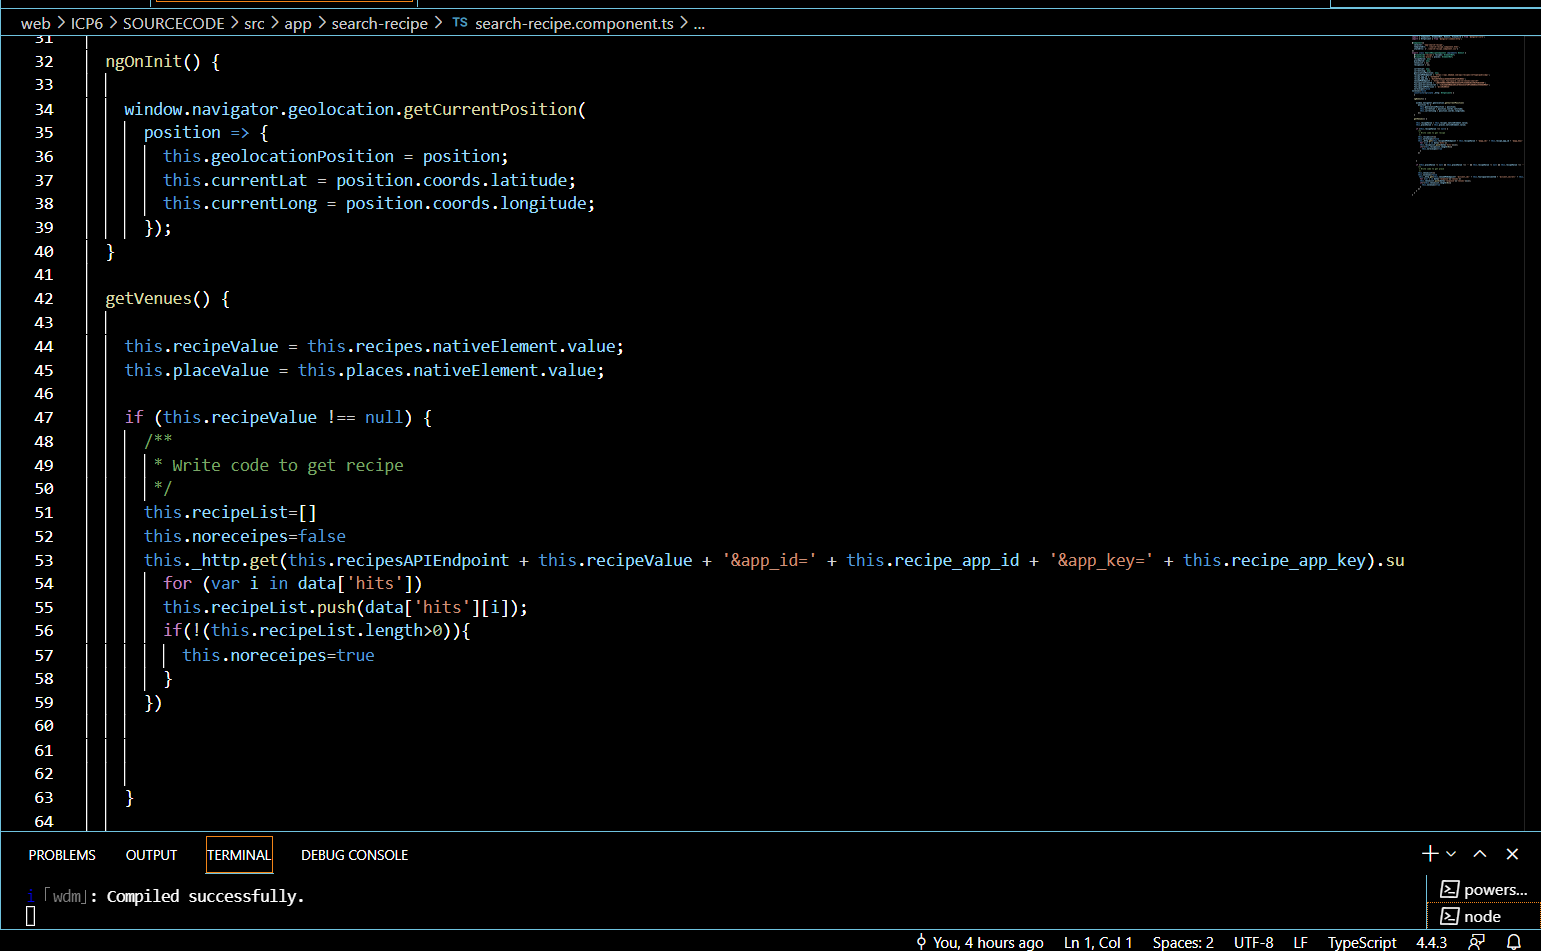 web > ICP6 > SOURCECODE > src > app > search-recipe > TS search-recipe.component.ts > ...
31
32 ngOnInit() {
33
34 window.navigator.geolocation.getCurrentPosition(
35 position => {
36 this.geolocationPosition = position;
37 this.currentLat = position.coords.latitude;
38 this.currentLong = position.coords.longitude;
39 });
40 }
41
42 getVenues() {
43
44 this.recipeValue = this.recipes.nativeElement.value;
45 this.placeValue = this.places.nativeElement.value;
46
47 if (this.recipeValue !== null) {
48 /**
49 * Write code to get recipe
50 */
51 this.recipeList=[]
52 this.noreceipes=false
53 this._http.get(this.recipesAPIEndpoint + this.recipeValue + '&app_id=' + this.recipe_app_id + '&app_key=' + this.recipe_app_key).su
54 for (var i in data['hits'])
55 this.recipeList.push(data['hits'][i]);
56 if(!(this.recipeList.length>0)){
57 this.noreceipes=true
58 }
59 })
60
61
62
63 }
64
PROBLEMS OUTPUT TERMINAL DEBUG CONSOLE
i ｢wdm｣: Compiled successfully.
powers...
node
You, 4 hours ago Ln 1, Col 1 Spaces: 2 UTF-8 LF TypeScript 4.4.3